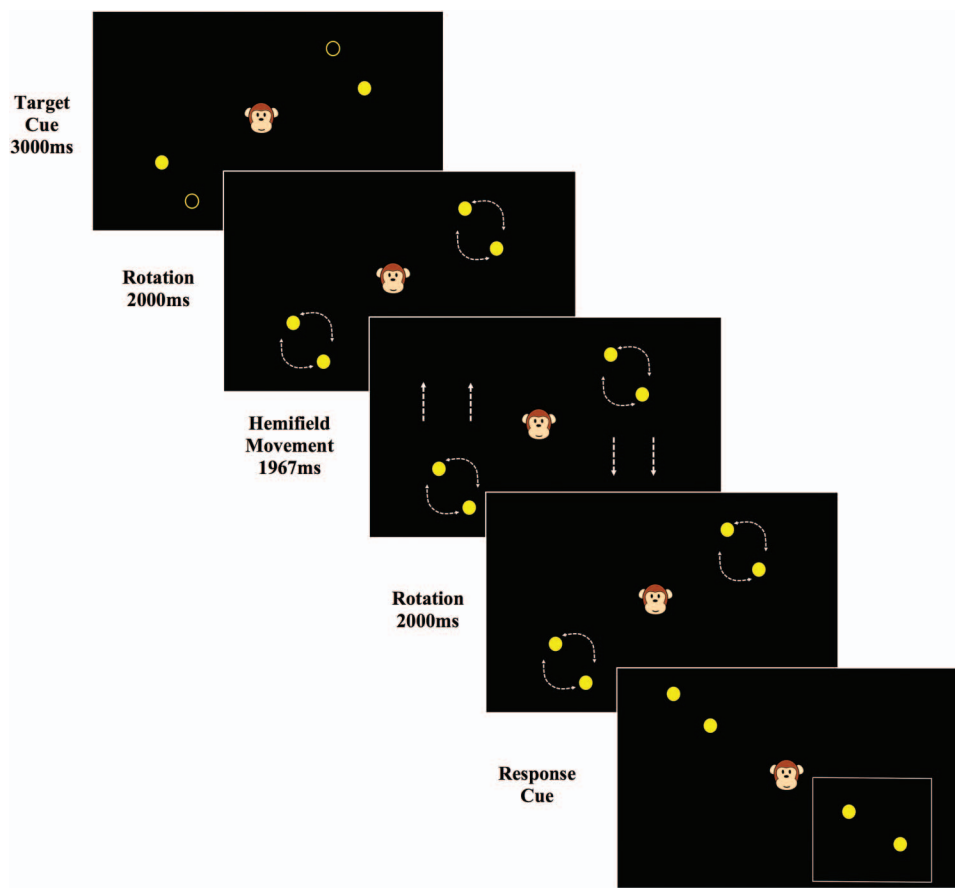 Target
Cue
3000ms
Rotation
2000ms
Hemifield
Movement
1967ms
Rotation
2000ms
Response
Cue